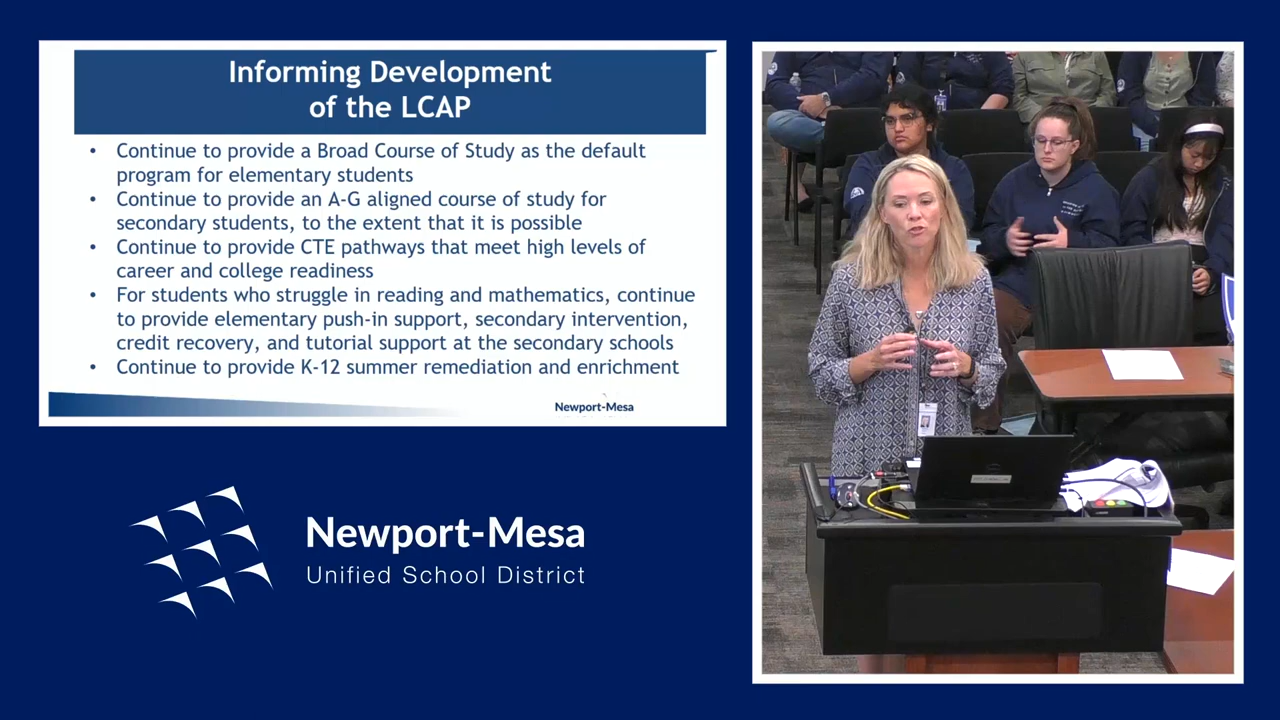 Informing Development
of the LCAP
• Continue to provide a Broad Course of Study as the default
program for elementary students
• Continue to provide an A-G aligned course of study for
secondary students, to the extent that it is possible
• Continue to provide CTE pathways that meet high levels of
career and college readiness
• For students who struggle in reading and mathematics, continue
to provide elementary push-in support, secondary intervention,
credit recovery, and tutorial support at the secondary schools
• Continue to provide K-12 summer remediation and enrichment
Newport-Mesa
Newport-Mesa
Unified School District